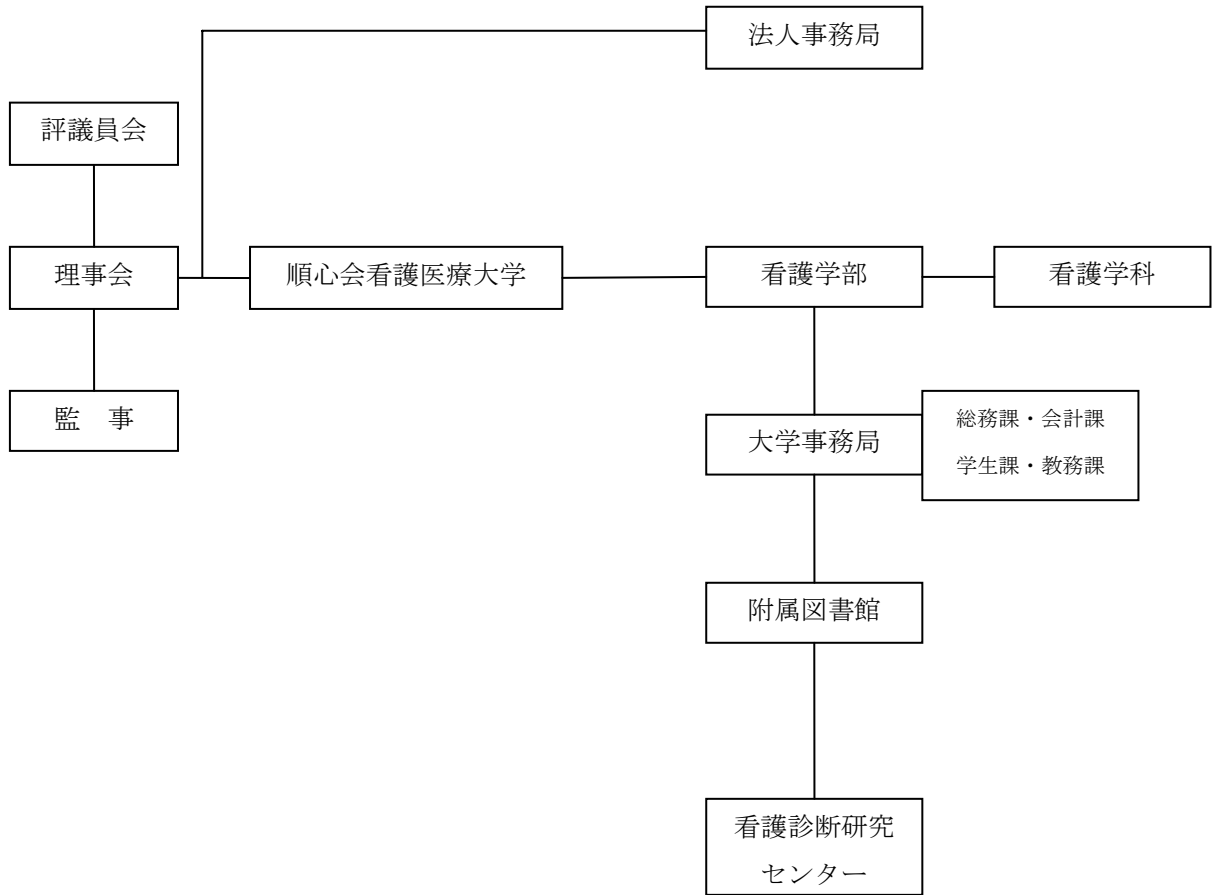 法人事務局
評議員会
理事会
順心会看護医療大学
看護学部
看護学科
監　事
大学事務局
総務課・会計課
学生課・教務課
附属図書館
看護診断研究
センター